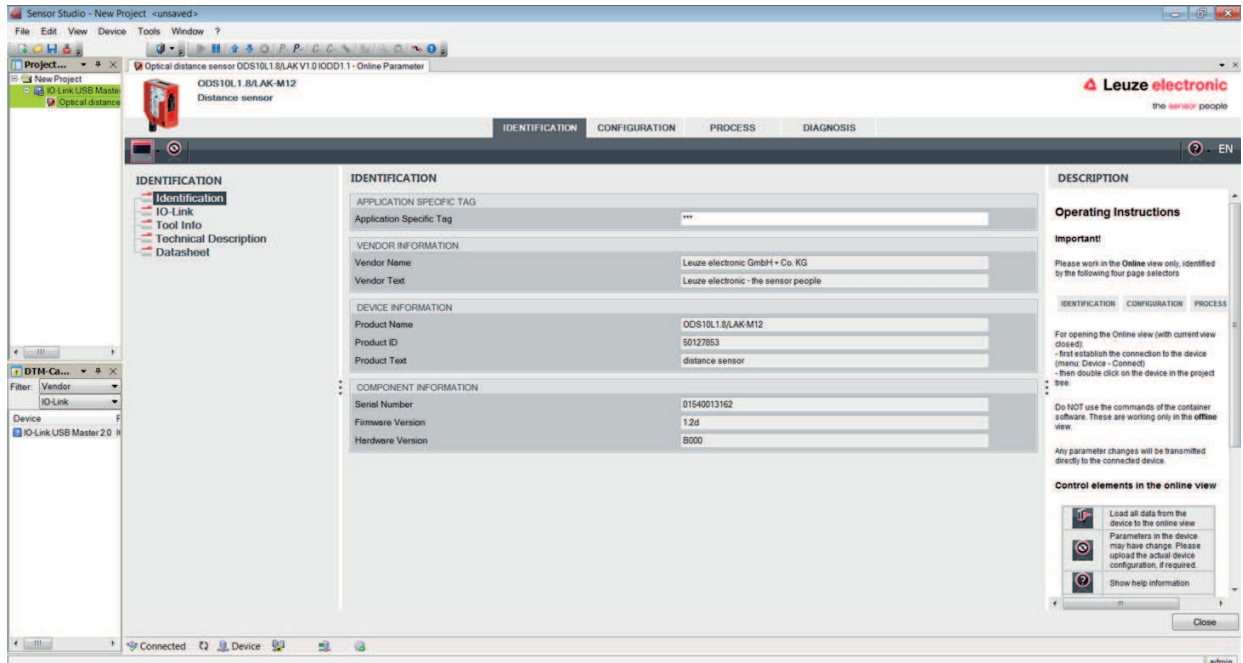 Sensor Studio - New Project <unsaved>
File Edit View Device Tools Window ?
Project...
Optical distance sensor ODS10L1.8/LAK V1.0 IODD1.1 - Online Parameter
New Project
IO-Link USB Maste
Optical distance
ODS10L1.8/LAK-M12
Distance sensor
Leuze electronic
the sensor people
IDENTIFICATION CONFIGURATION PROCESS DIAGNOSIS
EN
IDENTIFICATION
Identification
IO-Link
Tool Info
Technical Description
Datasheet
IDENTIFICATION
APPLICATION SPECIFIC TAG
Application Specific Tag ***
VENDOR INFORMATION
Vendor Name Leuze electronic GmbH + Co. KG
Vendor Text Leuze electronic - the sensor people
DEVICE INFORMATION
Product Name ODS10L1.8/LAK-M12
Product ID 50127853
Product Text distance sensor
COMPONENT INFORMATION
Serial Number 01540013162
Firmware Version 1.2d
Hardware Version B000
DESCRIPTION
Operating Instructions
Important!
Please work in the Online view only, identified
by the following four page selectors
IDENTIFICATION CONFIGURATION PROCESS
For opening the Online view (with current view
closed):
- first establish the connection to the device
(menu: Device - Connect)
- then double click on the device in the project
tree.
Do NOT use the commands of the container
software. These are working only in the offline
view.
Any parameter changes will be transmitted
directly to the connected device.
Control elements in the online view
Load all data from the
device to the online view
Parameters in the device
may have change. Please
upload the actual device
configuration, if required.
Show help information
DTM-Ca...
Filter: Vendor
IO-Link
Device F
IO-Link USB Master 2.0
Close
Connected Device
admin